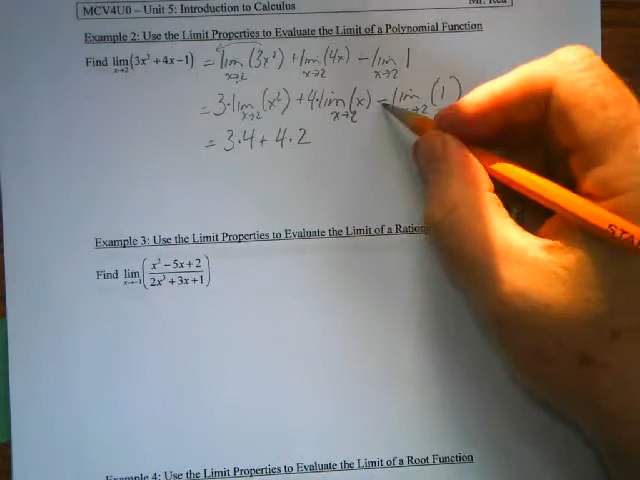 MCV4U0 – Unit 5: Introduction to Calculus
Example 2: Use the Limit Properties to Evaluate the Limit of a Polynomial Function
Find lim x→2 (3x² + 4x − 1) = lim x→2 (3x²) + lim x→2 (4x) − lim x→2 1
= 3·lim x→2 (x²) + 4·lim x→2 (x) − lim x→2 (1)
= 3·4 + 4·2
Example 3: Use the Limit Properties to Evaluate the Limit of a
Find lim x→−1 ( (x² − 5x + 2) / (2x³ + 3x + 1) )
Example 4: Use the Limit Properties to Evaluate the Limit of a Root Function
STA